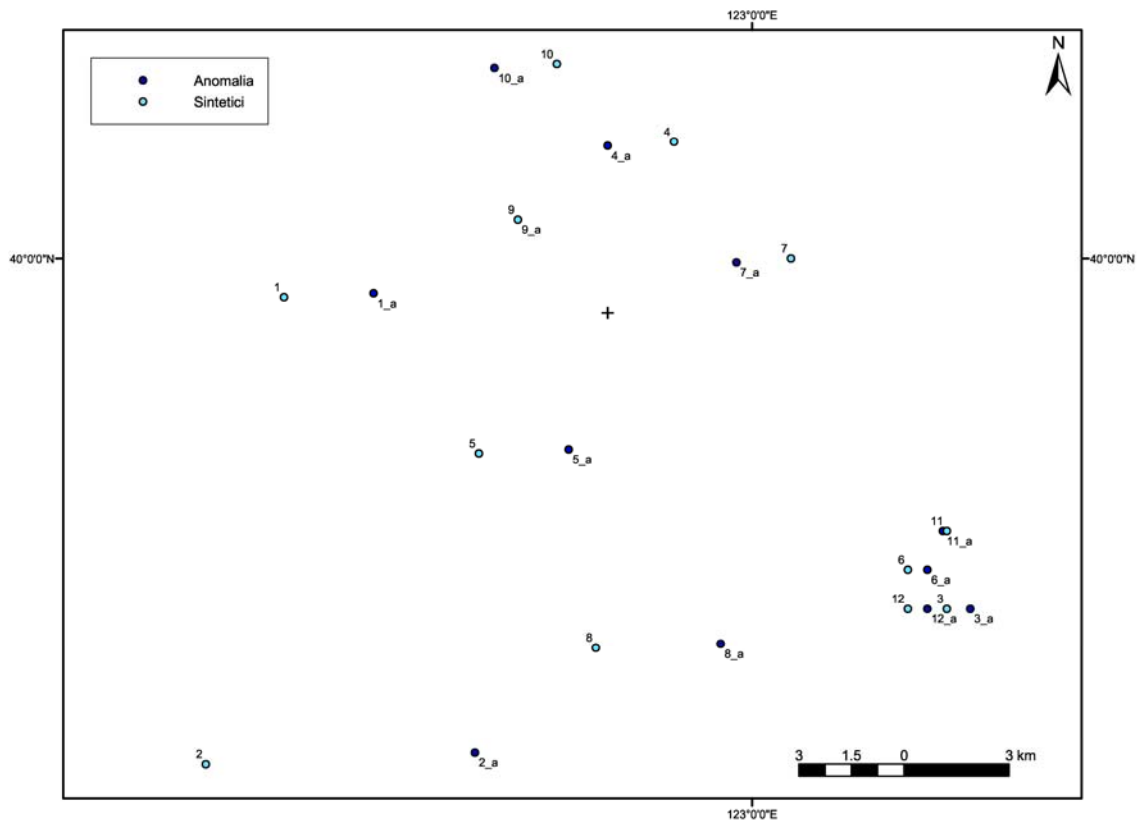 123°0'0"E
N
Anomalia
Sintetici
10
10_a
4
4_a
9
9_a
40°0'0"N
40°0'0"N
7
7_a
1
1_a
5
5_a
11
11_a
6
6_a
12
3
12_a
3_a
8
8_a
2
2_a
3 1.5 0 3 km
123°0'0"E